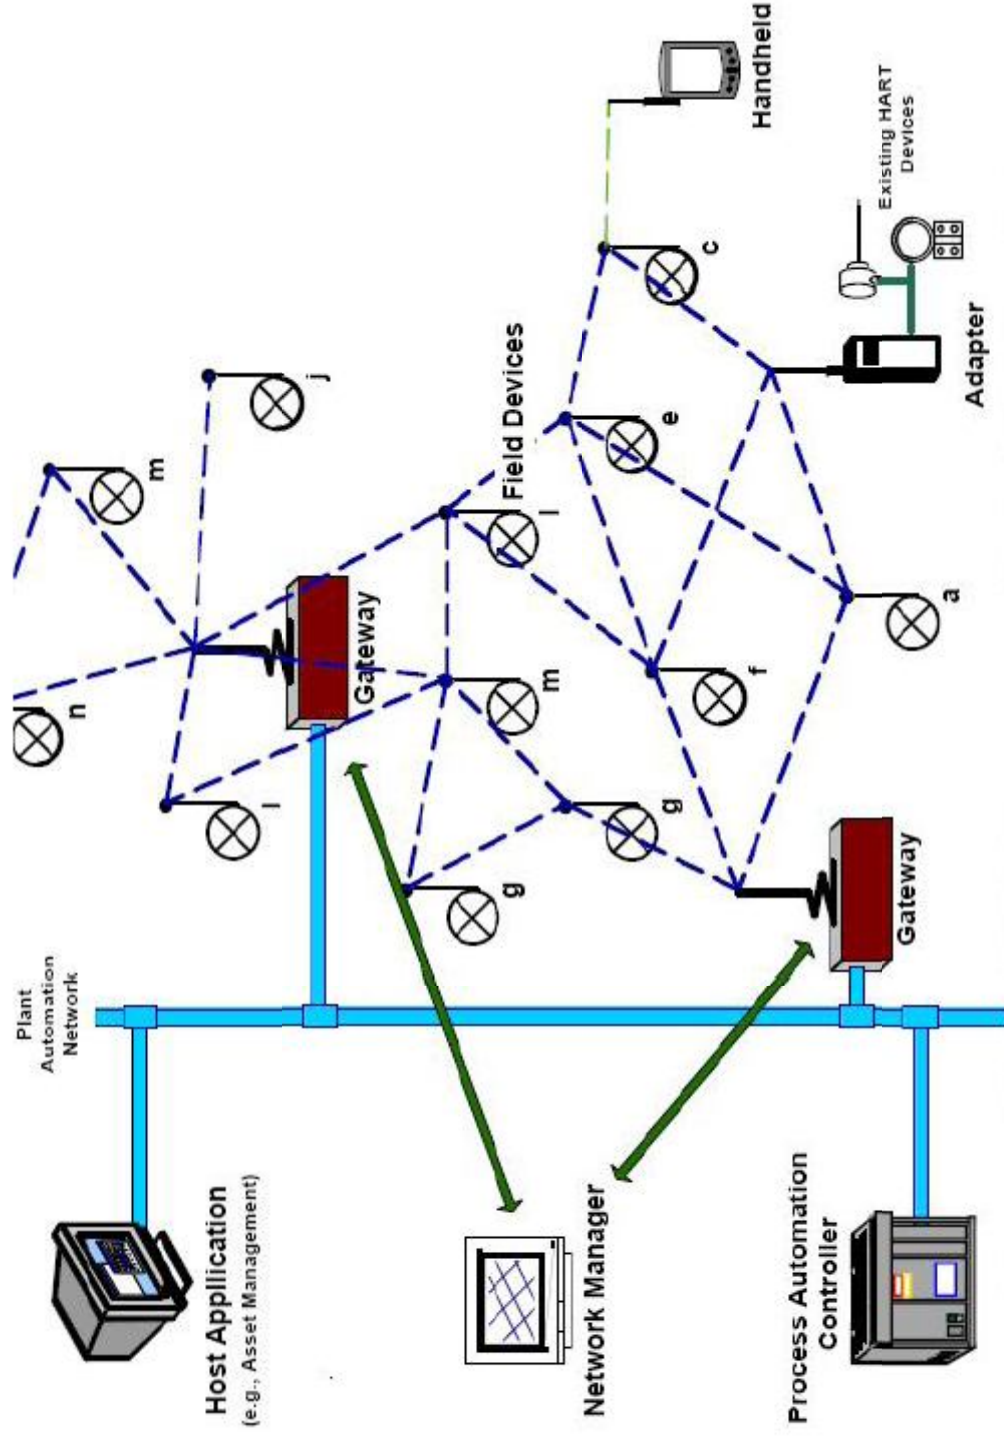 Plant
Automation
Network
n
m
Host Appllication
(e.g., Asset Management)
l
j
Gateway
g
Field Devices
m
l
Network Manager
g
e
c
f
Handheld
Process Automation
Controller
Existing HART
Devices
Gateway
a
Adapter